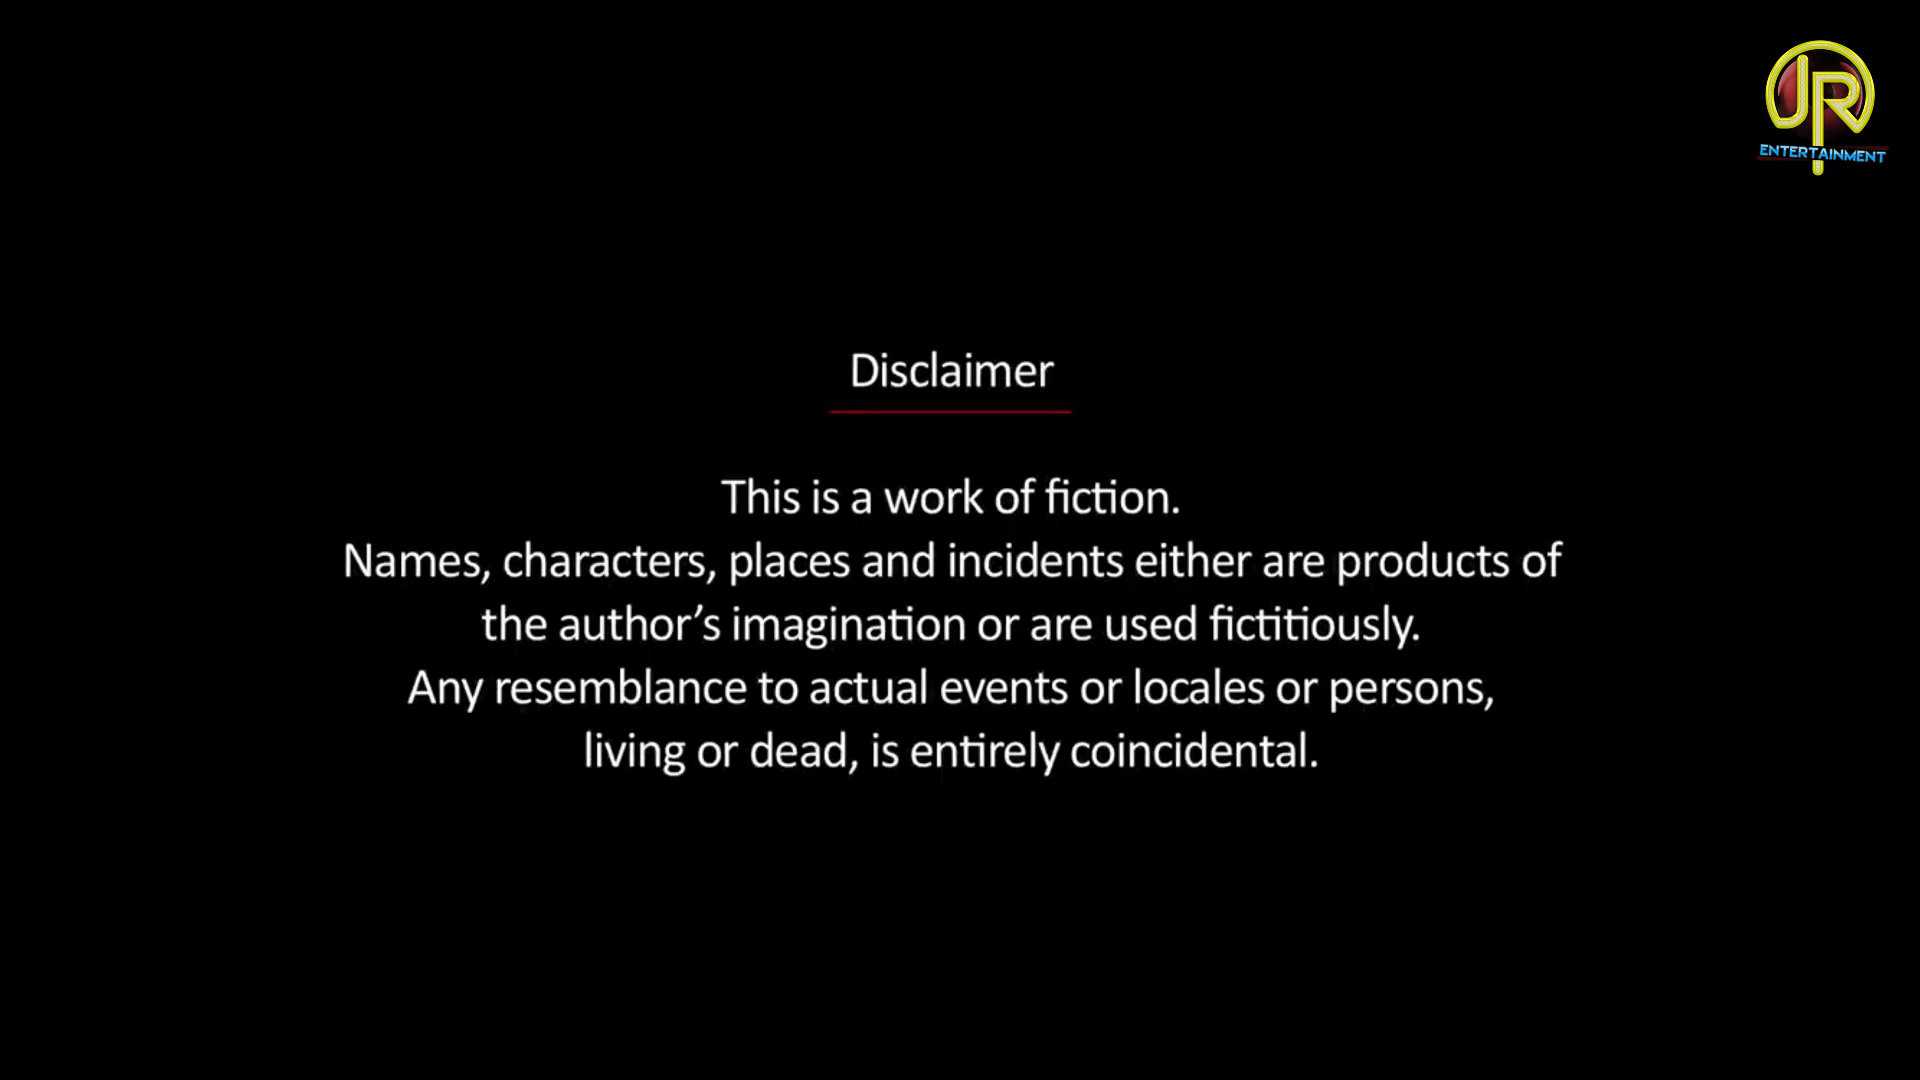 JR
ENTERTAINMENT
Disclaimer
This is a work of fiction.
Names, characters, places and incidents either are products of
the author’s imagination or are used fictitiously.
Any resemblance to actual events or locales or persons,
living or dead, is entirely coincidental.